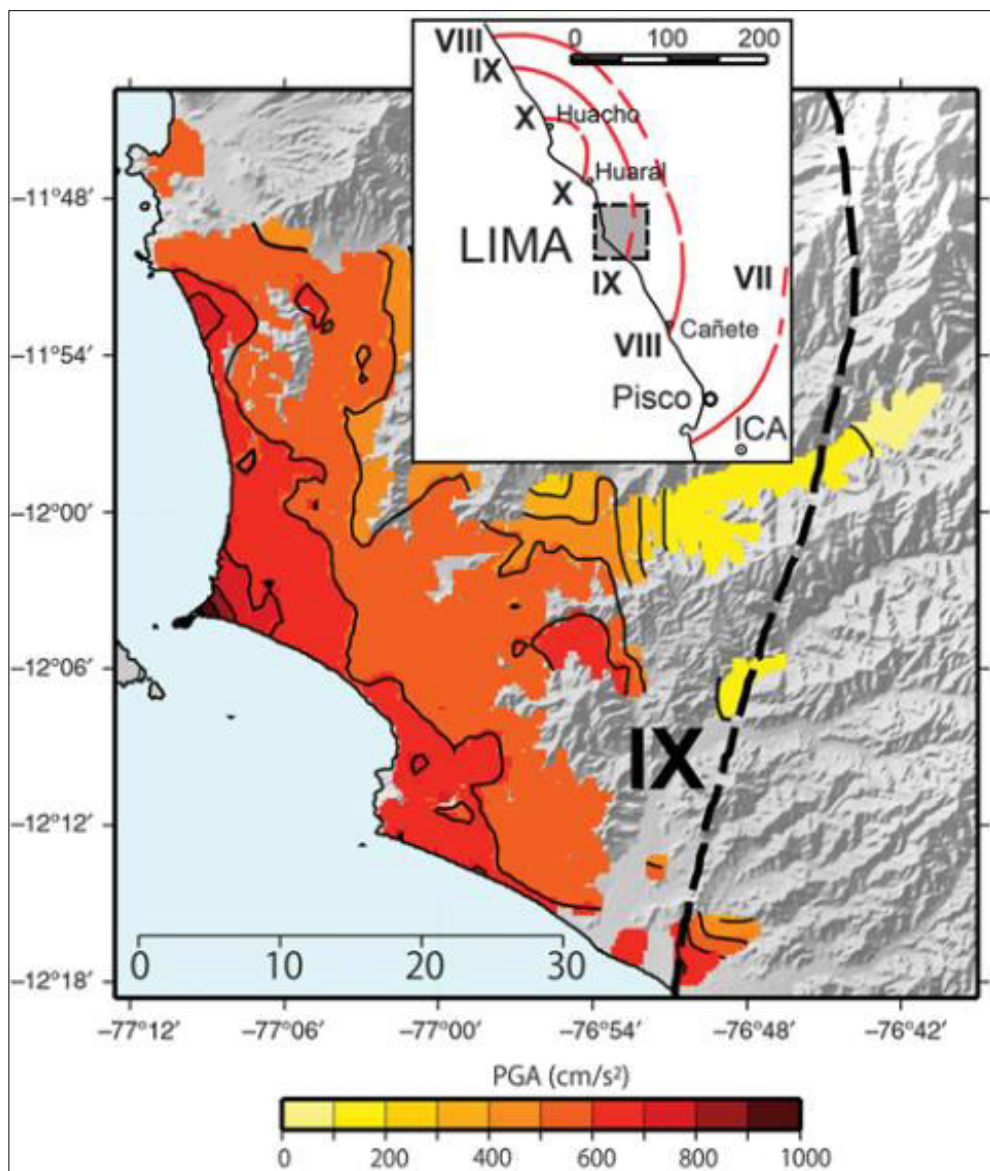 0 100 200
VIII
IX
X
Huacho
Huaral
X
LIMA
IX
VII
Cañete
VIII
Pisco
ICA
−11°48′
−11°54′
−12°00′
−12°06′
−12°12′
−12°18′
IX
0 10 20 30
−77°12′ −77°06′ −77°00′ −76°54′ −76°48′ −76°42′
PGA (cm/s²)
0 200 400 600 800 1000